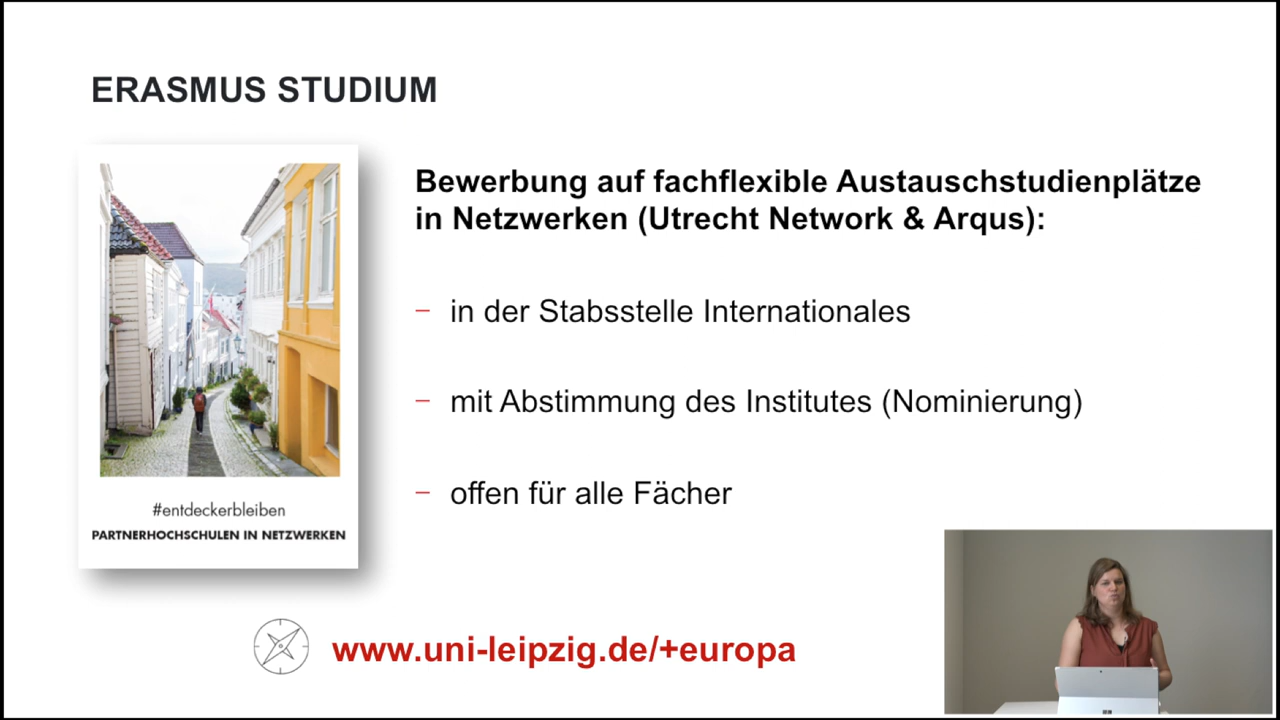 ERASMUS STUDIUM
Bewerbung auf fachflexible Austauschstudienplätze
in Netzwerken (Utrecht Network & Arqus):
– in der Stabsstelle Internationales
– mit Abstimmung des Institutes (Nominierung)
– offen für alle Fächer
#entdeckerbleiben
PARTNERHOCHSCHULEN IN NETZWERKEN
www.uni-leipzig.de/+europa